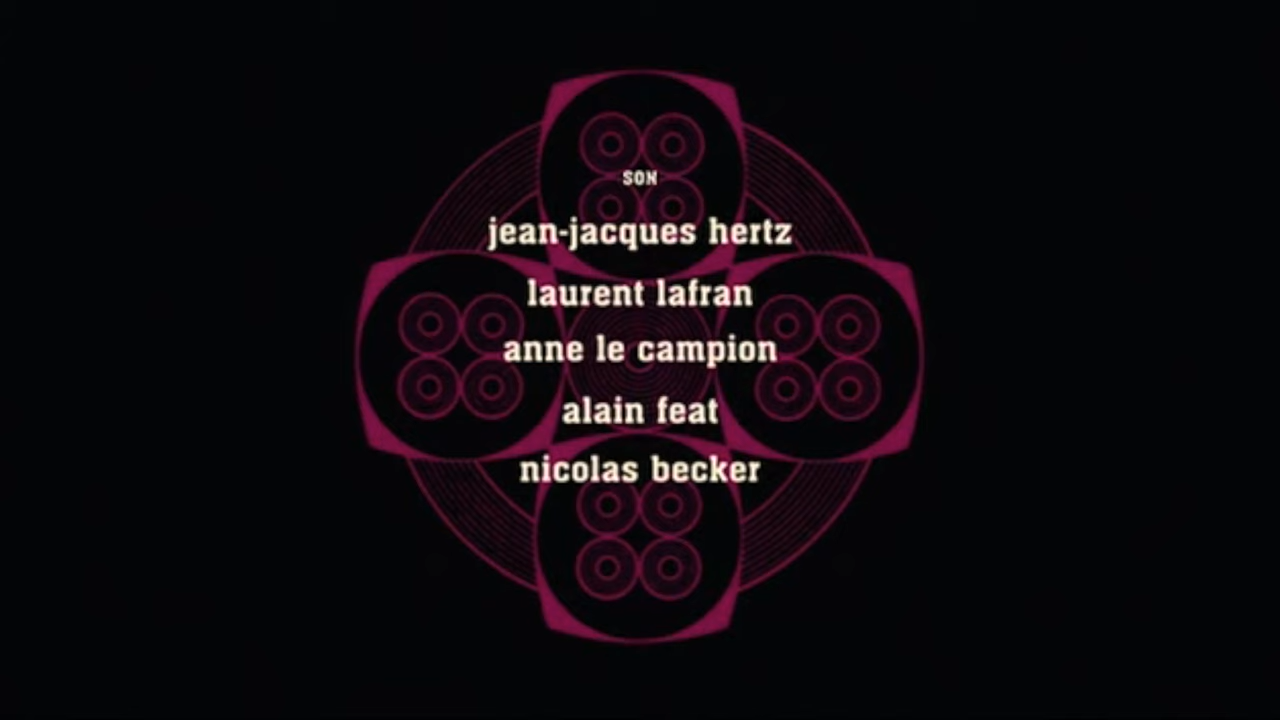 SON
jean-jacques hertz
laurent lafran
anne le campion
alain feat
nicolas becker